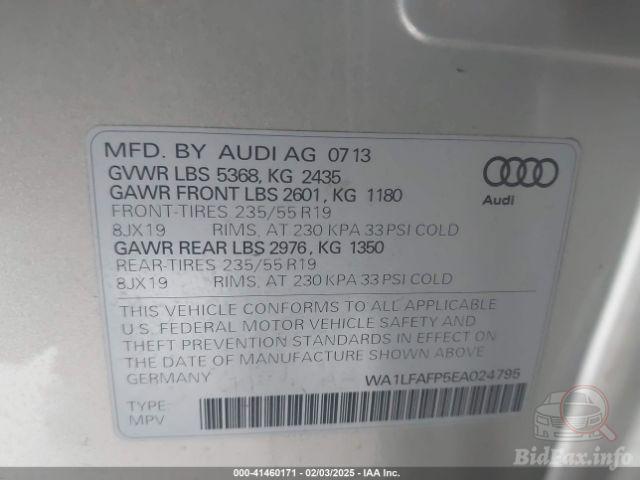 MFD. BY AUDI AG 0713
GVWR LBS 5368, KG 2435
GAWR FRONT LBS 2601, KG 1180
FRONT-TIRES 235/55 R19
8JX19 RIMS, AT 230 KPA 33 PSI COLD
GAWR REAR LBS 2976, KG 1350
REAR-TIRES 235/55 R19
8JX19 RIMS, AT 230 KPA 33 PSI COLD
Audi
THIS VEHICLE CONFORMS TO ALL APPLICABLE
U.S. FEDERAL MOTOR VEHICLE SAFETY AND
THEFT PREVENTION STANDARDS IN EFFECT ON
THE DATE OF MANUFACTURE SHOWN ABOVE.
GERMANY WA1LFAFP5EA024795
TYPE:
MPV
BidFax.info
000-41460171 - 02/03/2025 - IAA Inc.